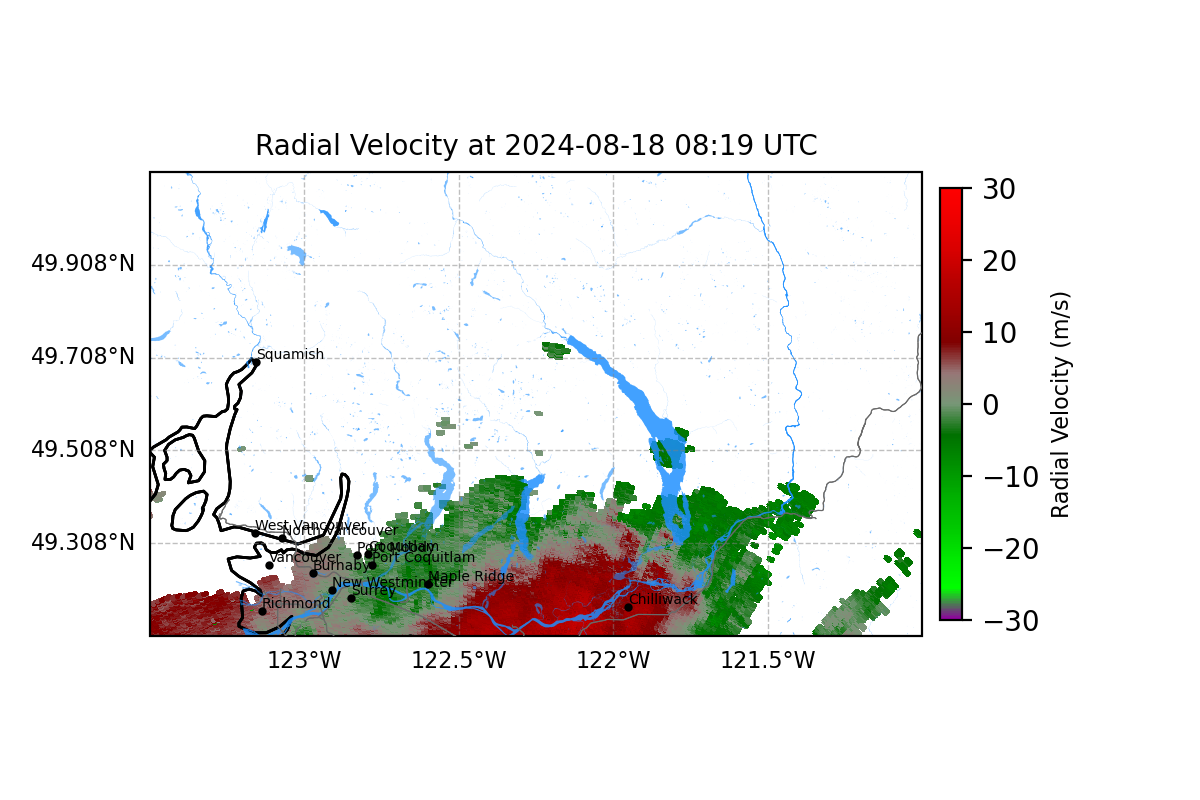 Radial Velocity at 2024-08-18 08:19 UTC
30
20
10
0
−10
−20
−30
Radial Velocity (m/s)
49.908°N
49.708°N
49.508°N
49.308°N
Squamish
West Vancouver
North Vancouver
Port Moody
Coquitlam
Vancouver
Port Coquitlam
Burnaby
Maple Ridge
New Westminster
Surrey
Richmond
Chilliwack
123°W
122.5°W
122°W
121.5°W